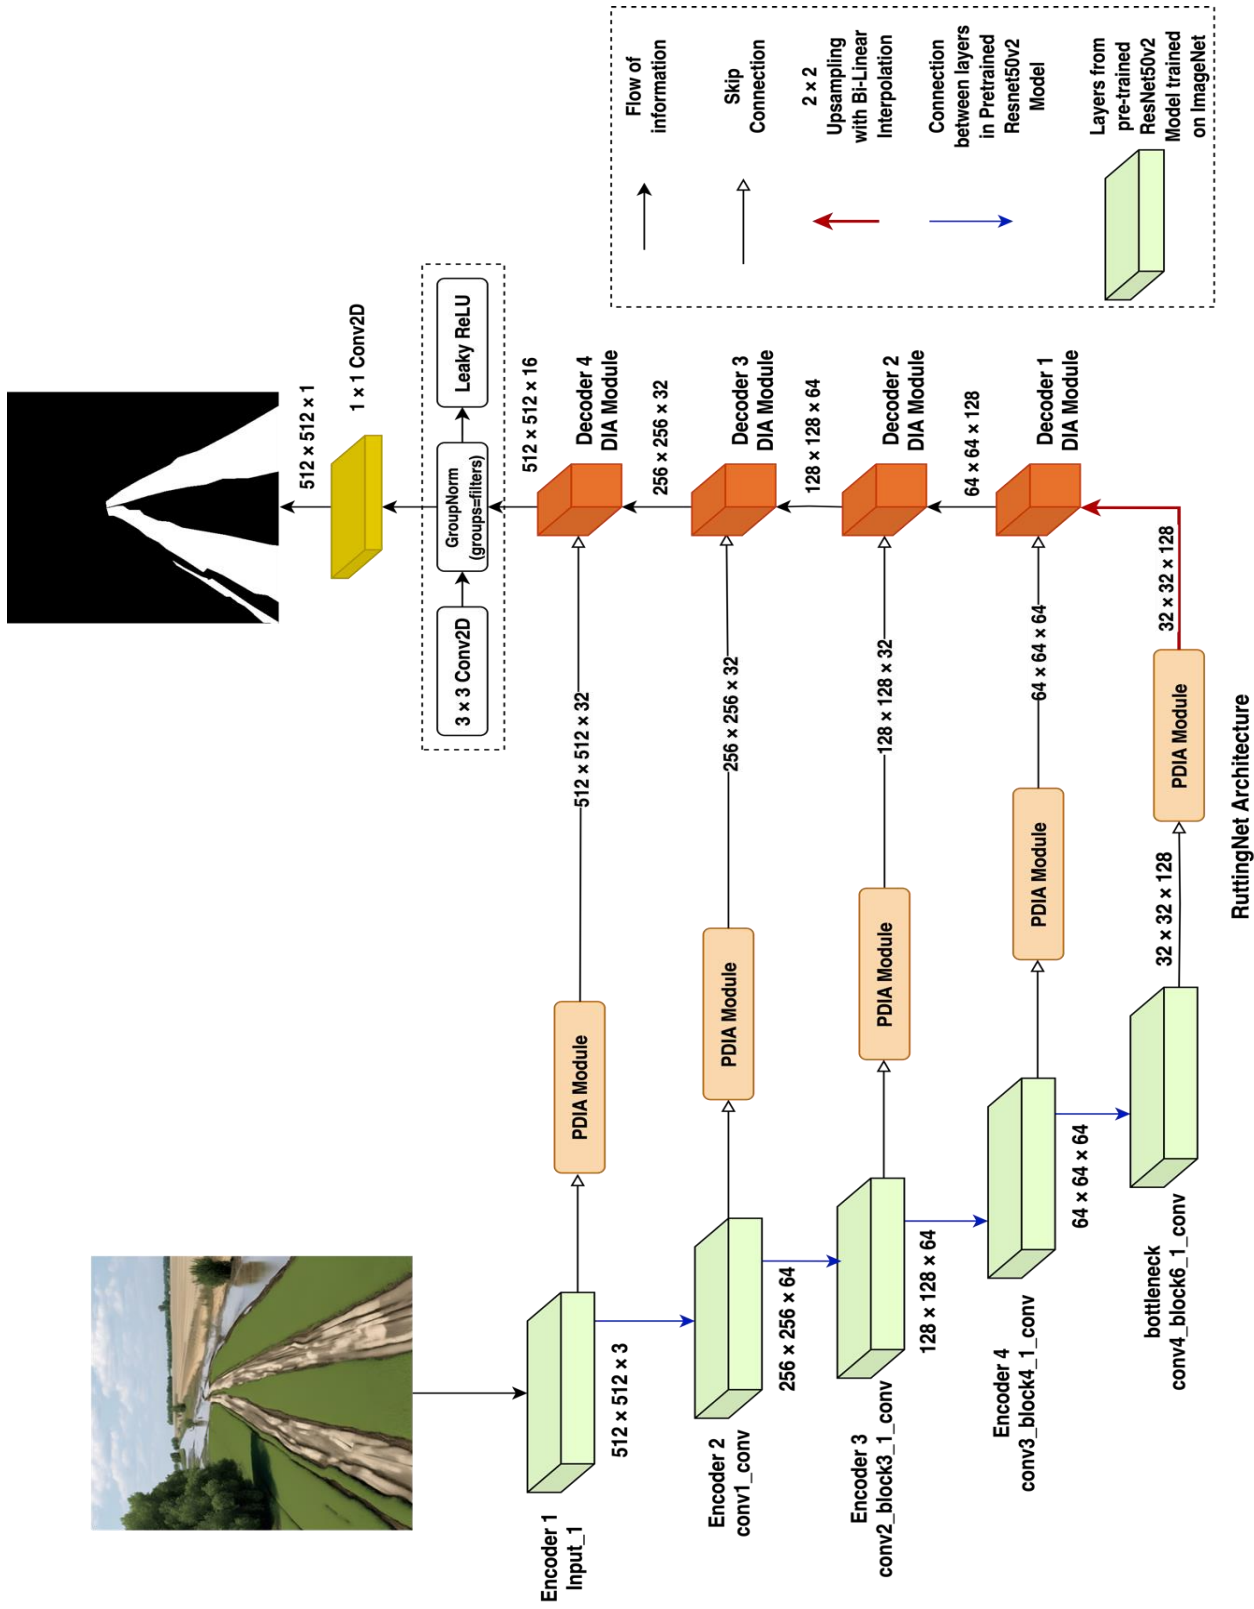 512 × 512 × 1
1 × 1 Conv2D
3 × 3 Conv2D
GroupNorm
(groups=filters)
Leaky ReLU
512 × 512 × 16
Encoder 1
Input_1
512 × 512 × 3
PDIA Module
512 × 512 × 32
Decoder 4
DIA Module
256 × 256 × 32
Encoder 2
conv1_conv
256 × 256 × 64
PDIA Module
256 × 256 × 32
Decoder 3
DIA Module
128 × 128 × 64
Encoder 3
conv2_block3_1_conv
128 × 128 × 64
PDIA Module
128 × 128 × 32
Decoder 2
DIA Module
64 × 64 × 128
Encoder 4
conv3_block4_1_conv
64 × 64 × 64
PDIA Module
64 × 64 × 64
Decoder 1
DIA Module
bottleneck
conv4_block6_1_conv
32 × 32 × 128
PDIA Module
32 × 32 × 128
Flow of
information
Skip
Connection
2 × 2
Upsampling
with Bi-Linear
Interpolation
Connection
between layers
in Pretrained
Resnet50v2
Model
Layers from
pre-trained
ResNet50v2
Model trained
on ImageNet
RuttingNet Architecture